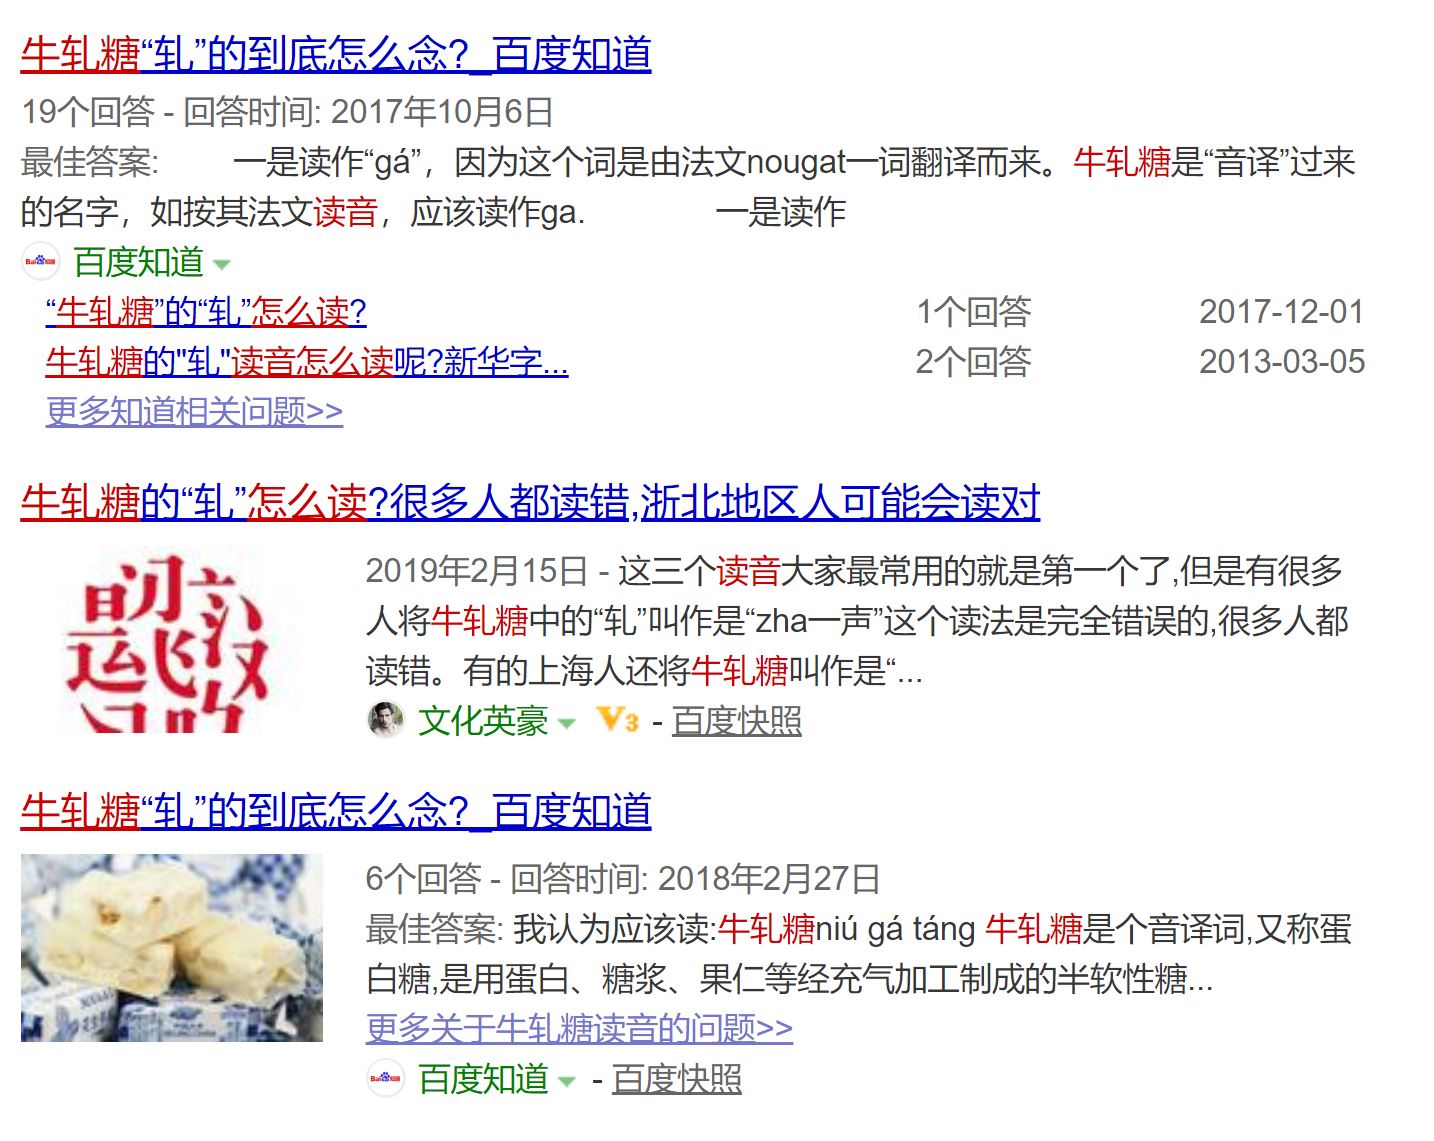 牛轧糖“轧”的到底怎么念?_百度知道
19个回答 - 回答时间: 2017年10月6日
最佳答案: 一是读作“gá”，因为这个词是由法文nougat一词翻译而来。牛轧糖是“音译”过来
的名字，如按其法文读音，应该读作ga. 一是读作
百度知道
“牛轧糖”的“轧”怎么读? 1个回答 2017-12-01
牛轧糖的"轧"读音怎么读呢?新华字... 2个回答 2013-03-05
更多知道相关问题>>
牛轧糖的“轧”怎么读?很多人都读错,浙北地区人可能会读对
2019年2月15日 - 这三个读音大家最常用的就是第一个了,但是有很多
人将牛轧糖中的“轧”叫作是“zha一声”这个读法是完全错误的,很多人都
读错。有的上海人还将牛轧糖叫作是“...
文化英豪 V3 - 百度快照
牛轧糖“轧”的到底怎么念?_百度知道
6个回答 - 回答时间: 2018年2月27日
最佳答案: 我认为应该读:牛轧糖niú gá táng 牛轧糖是个音译词,又称蛋
白糖,是用蛋白、糖浆、果仁等经充气加工制成的半软性糖...
更多关于牛轧糖读音的问题>>
百度知道 - 百度快照